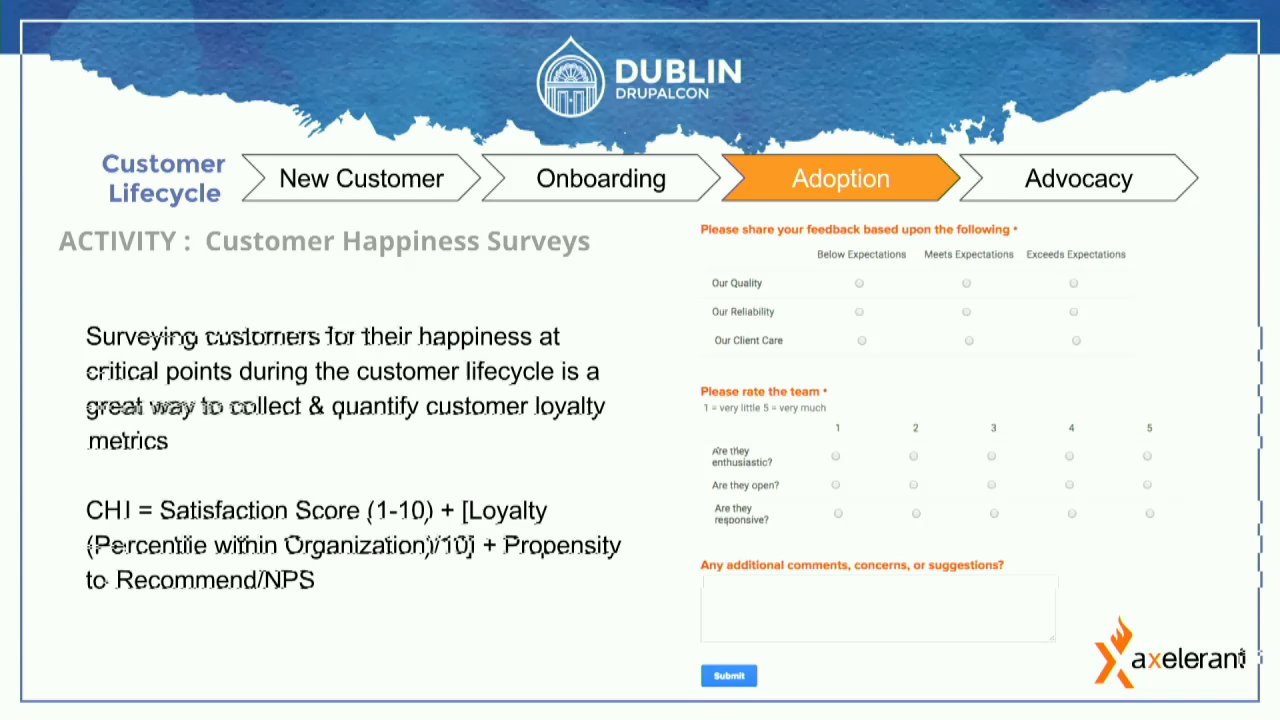 DUBLIN
DRUPALCON
Customer
Lifecycle
New Customer
Onboarding
Adoption
Advocacy
ACTIVITY : Customer Happiness Surveys
Surveying customers for their happiness at
critical points during the customer lifecycle is a
great way to collect & quantify customer loyalty
metrics
CHI = Satisfaction Score (1-10) + [Loyalty
(Percentile within Organization)/10] + Propensity
to Recommend/NPS
Please share your feedback based upon the following *
Below Expectations Meets Expectations Exceeds Expectations
Our Quality
Our Reliability
Our Client Care
Please rate the team *
1 = very little 5 = very much
1 2 3 4 5
Are they
enthusiastic?
Are they open?
Are they
responsive?
Any additional comments, concerns, or suggestions?
Submit
axelerant